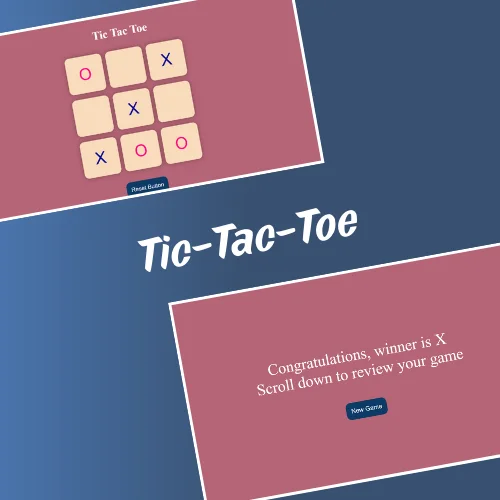 Tic Tac Toe
O X
X
X O O
Reset Button
Tic-Tac-Toe
Congratulations, winner is X
Scroll down to review your game
New Game